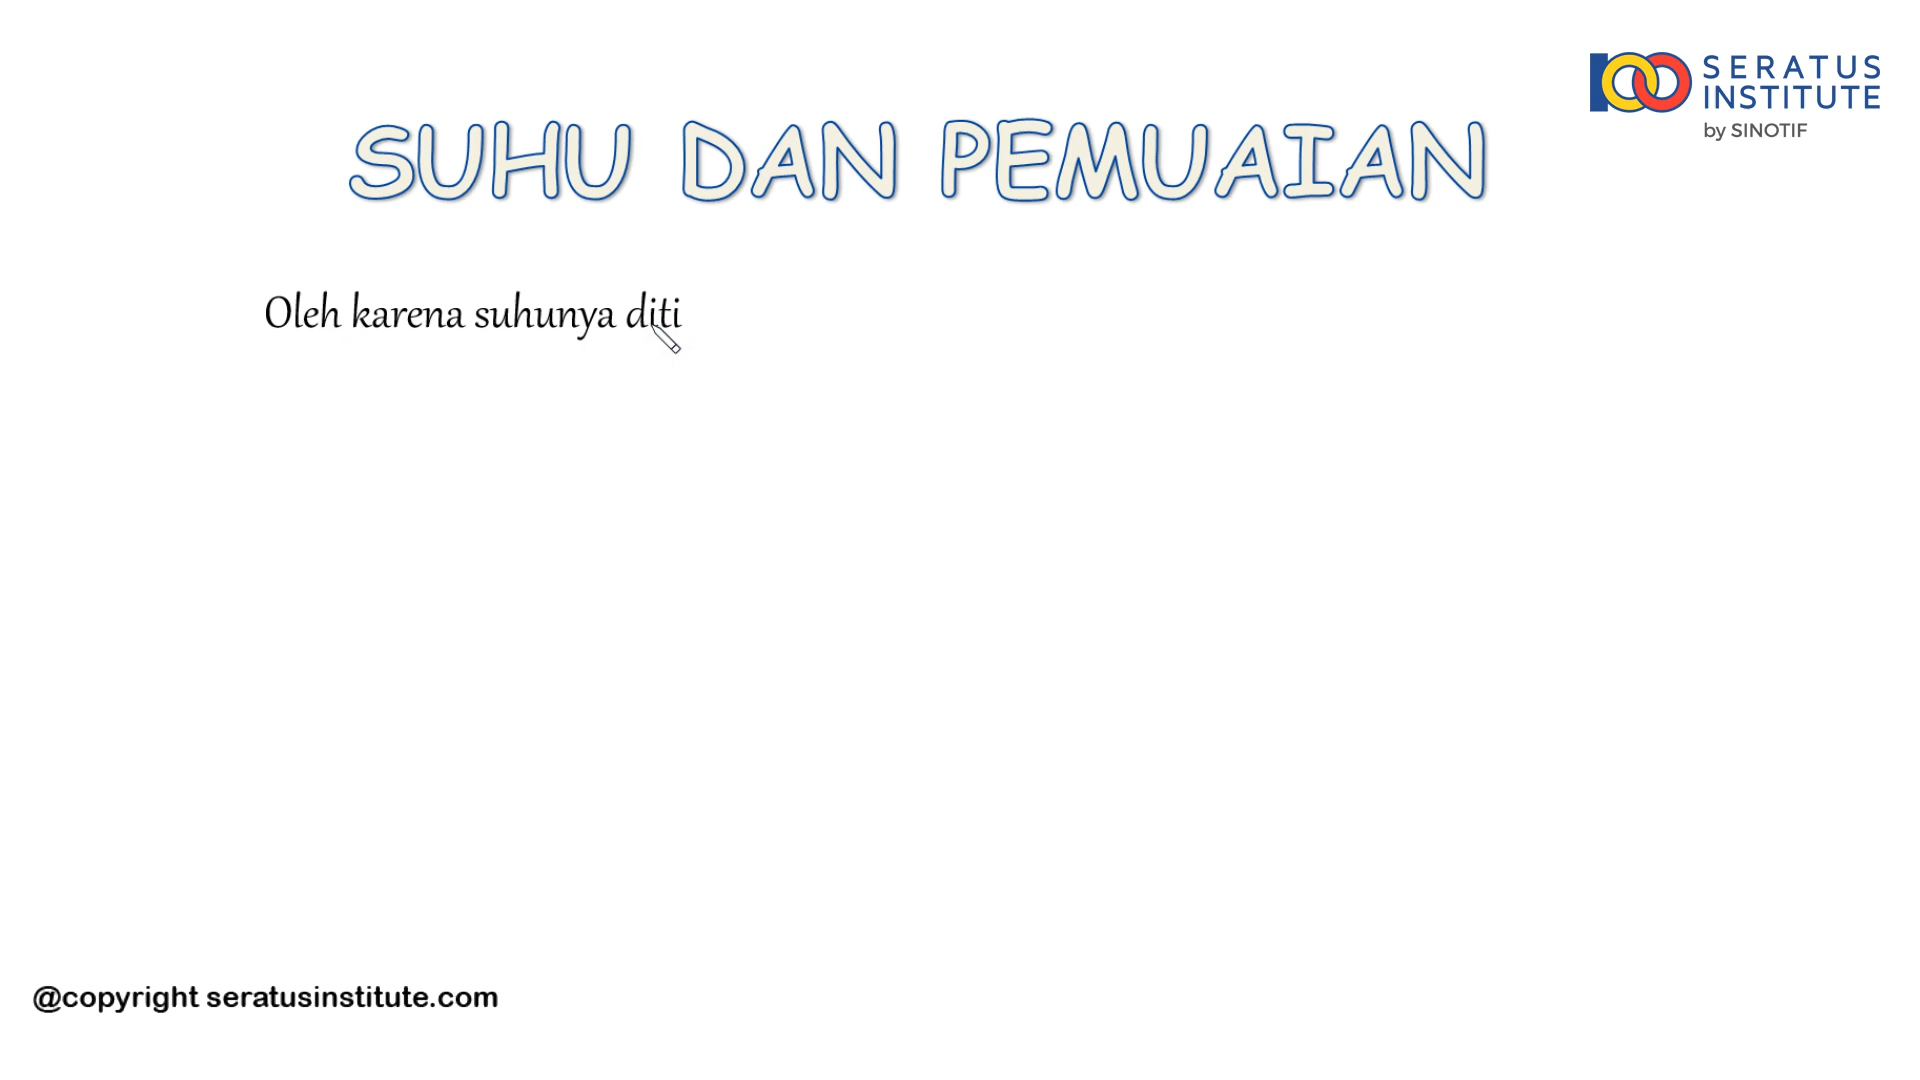 SERATUS
INSTITUTE
by SINOTIF
SUHU DAN PEMUAIAN
Oleh karena suhunya diti
@copyright seratusinstitute.com